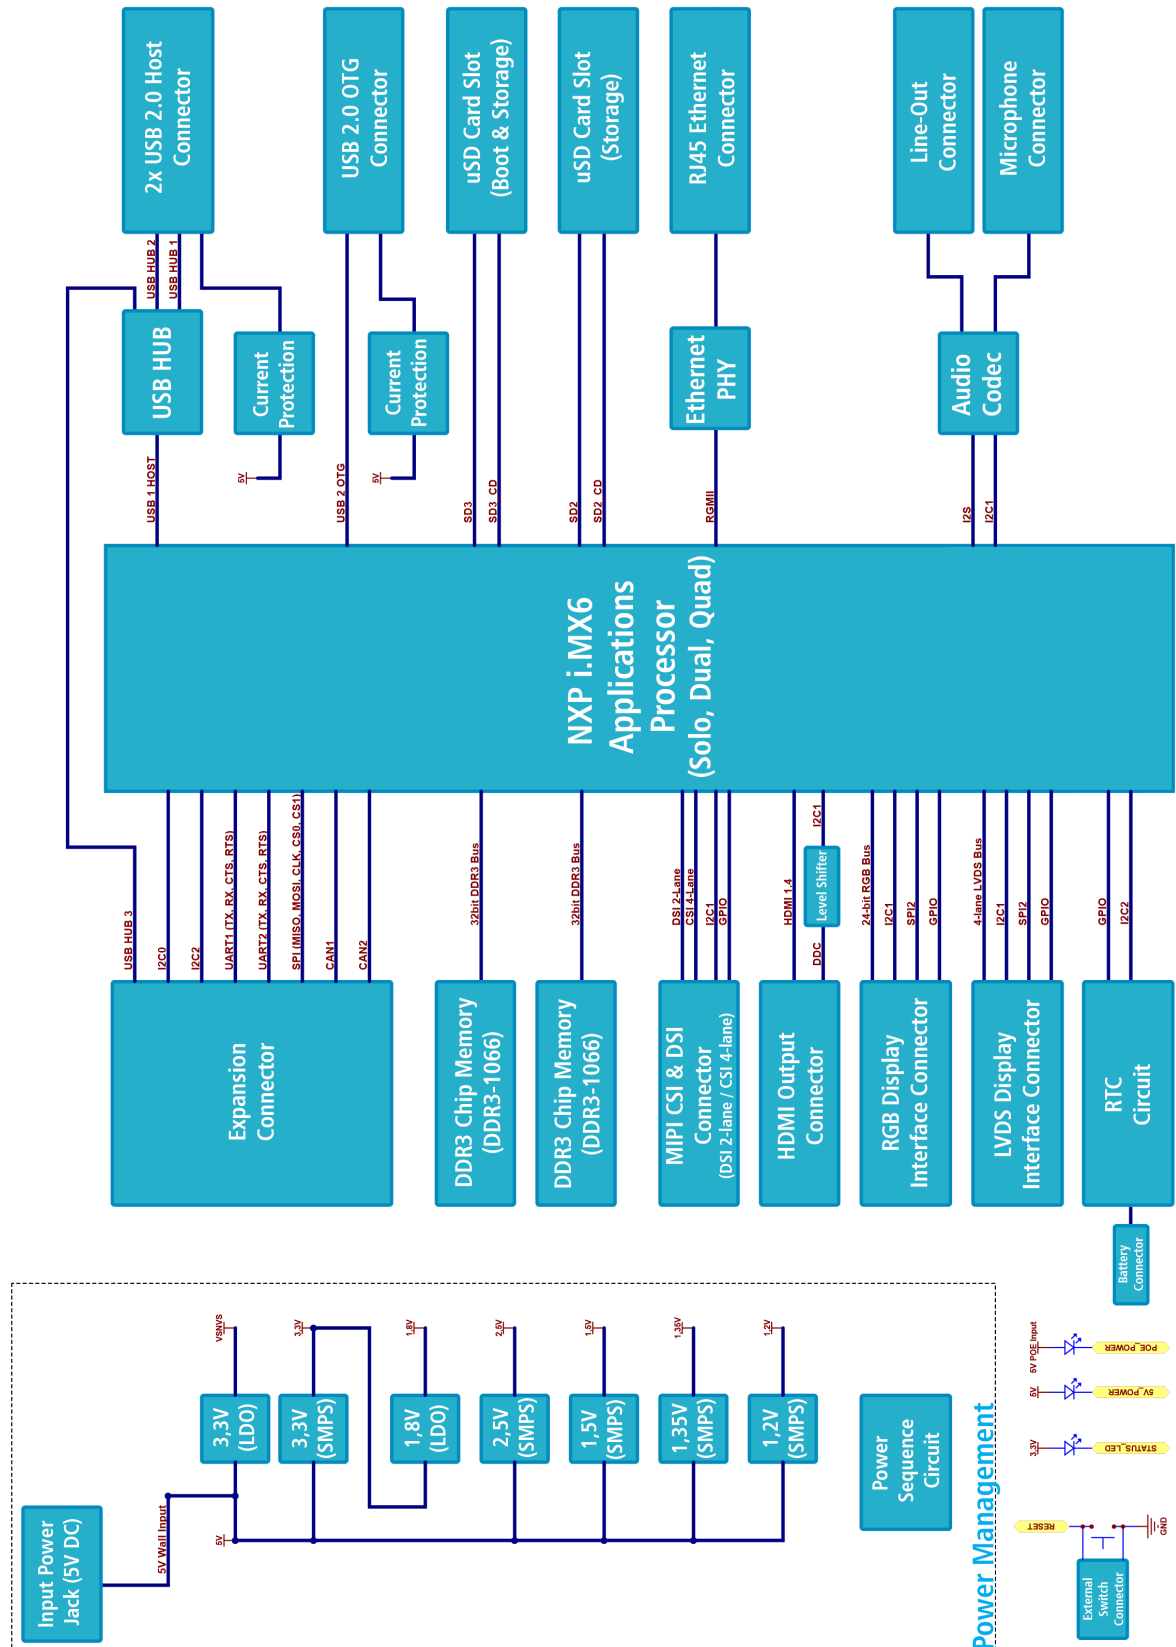 2x USB 2.0 Host
Connector
USB 2.0 OTG
Connector
uSD Card Slot
(Boot & Storage)
uSD Card Slot
(Storage)
RJ45 Ethernet
Connector
Line-Out
Connector
Microphone
Connector
USB HUB 2
USB HUB 1
USB HUB
Current
Protection
Current
Protection
Ethernet
PHY
Audio
Codec
5V
5V
USB 1 HOST
USB 2 OTG
SD3
SD3_CD
SD2
SD2_CD
RGMII
I2S
I2C1
NXP i.MX6
Applications
Processor
(Solo, Dual, Quad)
USB HUB 3
I2C0
I2C2
UART1 (TX, RX, CTS, RTS)
UART2 (TX, RX, CTS, RTS)
SPI (MISO, MOSI, CLK, CS0, CS1)
CAN1
CAN2
32bit DDR3 Bus
32bit DDR3 Bus
DSI 2-Lane
CSI 4-Lane
I2C1
GPIO
HDMI 1.4
I2C1
Level Shifter
DDC
24-bit RGB Bus
I2C1
SPI2
GPIO
4-lane LVDS Bus
I2C1
SPI2
GPIO
GPIO
I2C2
Expansion
Connector
DDR3 Chip Memory
(DDR3-1066)
DDR3 Chip Memory
(DDR3-1066)
MIPI CSI & DSI
Connector
(DSI 2-lane / CSI 4-lane)
HDMI Output
Connector
RGB Display
Interface Connector
LVDS Display
Interface Connector
RTC
Circuit
Battery
Connector
VSNVS
3,3V
1,8V
2,5V
1,5V
1,35V
1,2V
3,3V
(LDO)
3,3V
(SMPS)
1,8V
(LDO)
2,5V
(SMPS)
1,5V
(SMPS)
1,35V
(SMPS)
1,2V
(SMPS)
Power
Sequence
Circuit
Input Power
Jack (5V DC)
5V Wall Input
5V
Power Management
5V POE Input
POE_POWER
5V
5V_POWER
3,3V
STATUS_LED
RESET
GND
External
Switch
Connector